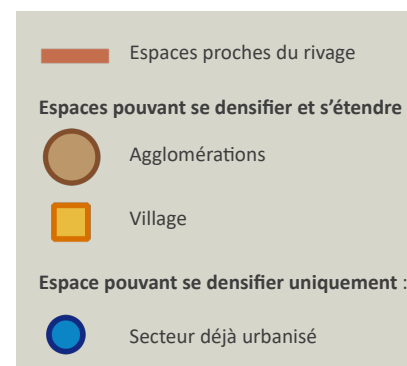 Espaces proches du rivage
Espaces pouvant se densifier et s’étendre
Agglomérations
Village
Espace pouvant se densifier uniquement :
Secteur déjà urbanisé